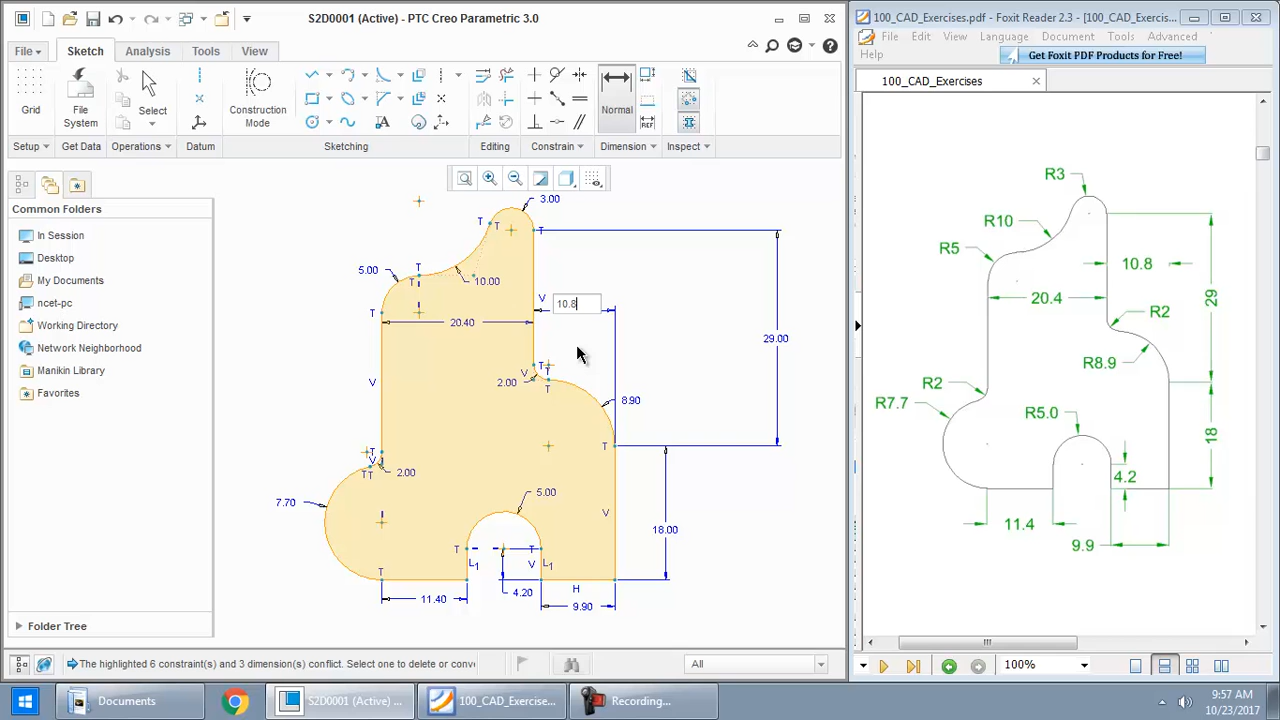 S2D0001 (Active) - PTC Creo Parametric 3.0
File Sketch Analysis Tools View
Grid
File System
Select
Construction Mode
Normal
Setup Get Data Operations Datum Sketching Editing Constrain Dimension Inspect
Common Folders
In Session
Desktop
My Documents
ncet-pc
Working Directory
Network Neighborhood
Manikin Library
Favorites
Folder Tree
3.00
T T T
5.00 T
T 10.00
T
V 10.8
20.40
29.00
V
T
T
V
2.00 T
8.90
T
V
T T 2.00
T
7.70
5.00
V
18.00
T T
L1 V L1
T
4.20 H
11.40 9.90
The highlighted 6 constraint(s) and 3 dimension(s) conflict. Select one to delete or conve
All
100_CAD_Exercises.pdf - Foxit Reader 2.3 - [100_CAD_Exercis...
File Edit View Language Document Tools Advanced
Help
Get Foxit PDF Products for Free!
100_CAD_Exercises
R3
R10
R5
10.8
20.4
29
R2
R8.9
R2
R7.7
R5.0
18
4.2
11.4
9.9
100%
Documents
S2D0001 (Active) ...
100_CAD_Exercise...
Recording...
9:57 AM
10/23/2017